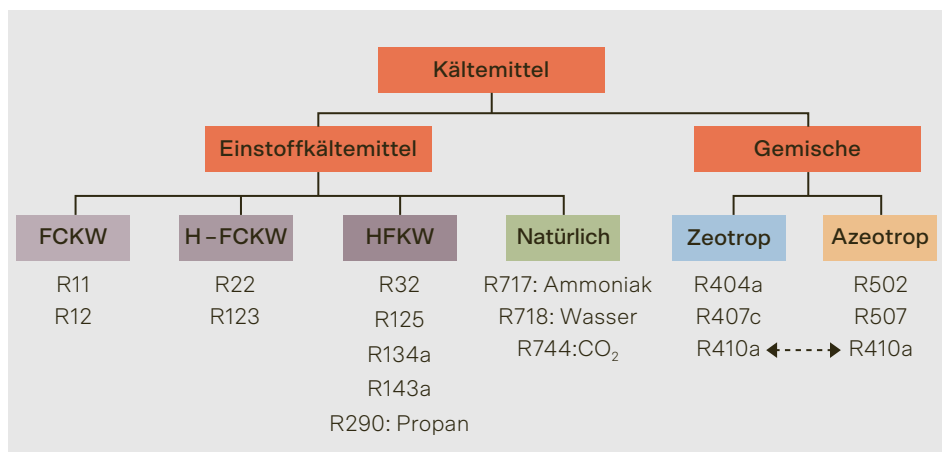 Kältemittel
Einstoffkältemittel
Gemische
FCKW
R11
R12
H–FCKW
R22
R123
HFKW
R32
R125
R134a
R143a
R290: Propan
Natürlich
R717: Ammoniak
R718: Wasser
R744:CO₂
Zeotrop
R404a
R407c
R410a
Azeotrop
R502
R507
R410a